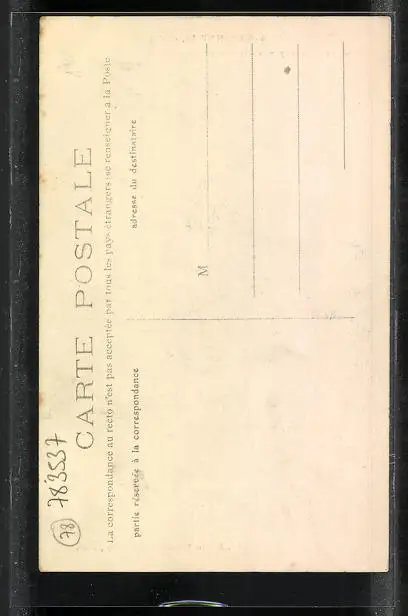 78 783537
CARTE POSTALE
La correspondance au recto n'est pas acceptée par tous les pays étrangers (se renseigner à la Poste
partie réservée à la correspondance
adresse du destinataire
M